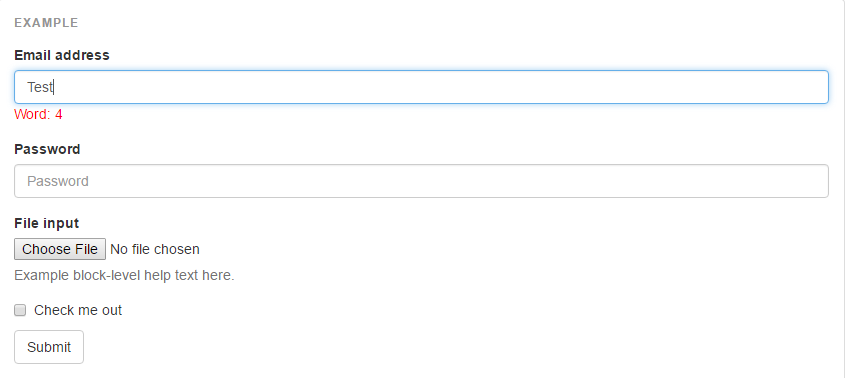 EXAMPLE
Email address
Test
Word: 4
Password
Password
File input
Choose File No file chosen
Example block-level help text here.
Check me out
Submit